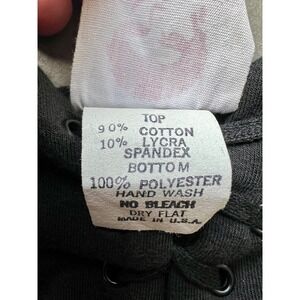 TOP
90% COTTON
10% LYCRA
SPANDEX
BOTTOM
100% POLYESTER
HAND WASH
NO BLEACH
DRY FLAT
MADE IN U.S.A.